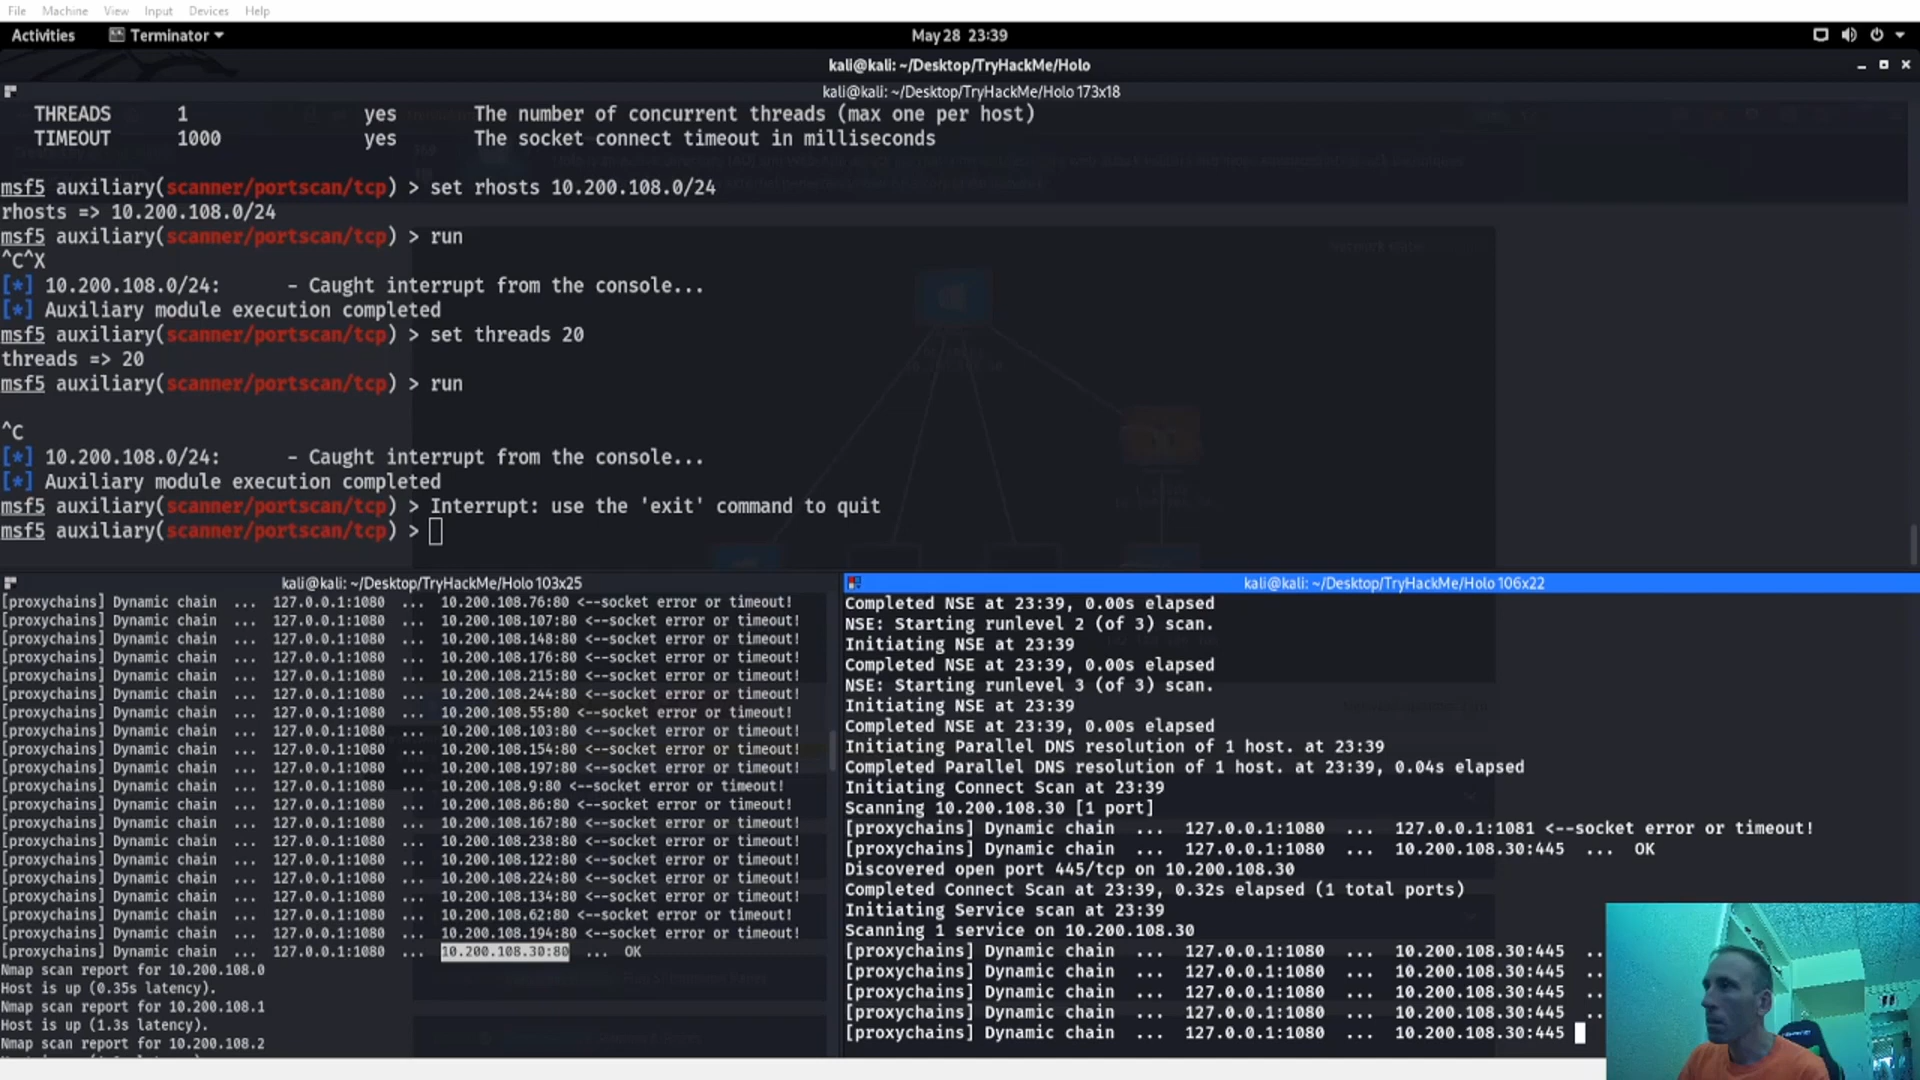 File Machine View Input Devices Help
Activities Terminator May 28 23:39
kali@kali: ~/Desktop/TryHackMe/Holo
kali@kali: ~/Desktop/TryHackMe/Holo 173x18
THREADS 1 yes The number of concurrent threads (max one per host)
TIMEOUT 1000 yes The socket connect timeout in milliseconds
msf5 auxiliary(scanner/portscan/tcp) > set rhosts 10.200.108.0/24
rhosts => 10.200.108.0/24
msf5 auxiliary(scanner/portscan/tcp) > run
^C^X
[*] 10.200.108.0/24: - Caught interrupt from the console...
[*] Auxiliary module execution completed
msf5 auxiliary(scanner/portscan/tcp) > set threads 20
threads => 20
msf5 auxiliary(scanner/portscan/tcp) > run
^C
[*] 10.200.108.0/24: - Caught interrupt from the console...
[*] Auxiliary module execution completed
msf5 auxiliary(scanner/portscan/tcp) > Interrupt: use the 'exit' command to quit
msf5 auxiliary(scanner/portscan/tcp) >
kali@kali: ~/Desktop/TryHackMe/Holo 103x25
[proxychains] Dynamic chain ... 127.0.0.1:1080 ... 10.200.108.76:80 <--socket error or timeout!
[proxychains] Dynamic chain ... 127.0.0.1:1080 ... 10.200.108.107:80 <--socket error or timeout!
[proxychains] Dynamic chain ... 127.0.0.1:1080 ... 10.200.108.148:80 <--socket error or timeout!
[proxychains] Dynamic chain ... 127.0.0.1:1080 ... 10.200.108.176:80 <--socket error or timeout!
[proxychains] Dynamic chain ... 127.0.0.1:1080 ... 10.200.108.215:80 <--socket error or timeout!
[proxychains] Dynamic chain ... 127.0.0.1:1080 ... 10.200.108.244:80 <--socket error or timeout!
[proxychains] Dynamic chain ... 127.0.0.1:1080 ... 10.200.108.55:80 <--socket error or timeout!
[proxychains] Dynamic chain ... 127.0.0.1:1080 ... 10.200.108.103:80 <--socket error or timeout!
[proxychains] Dynamic chain ... 127.0.0.1:1080 ... 10.200.108.154:80 <--socket error or timeout!
[proxychains] Dynamic chain ... 127.0.0.1:1080 ... 10.200.108.197:80 <--socket error or timeout!
[proxychains] Dynamic chain ... 127.0.0.1:1080 ... 10.200.108.9:80 <--socket error or timeout!
[proxychains] Dynamic chain ... 127.0.0.1:1080 ... 10.200.108.86:80 <--socket error or timeout!
[proxychains] Dynamic chain ... 127.0.0.1:1080 ... 10.200.108.167:80 <--socket error or timeout!
[proxychains] Dynamic chain ... 127.0.0.1:1080 ... 10.200.108.238:80 <--socket error or timeout!
[proxychains] Dynamic chain ... 127.0.0.1:1080 ... 10.200.108.122:80 <--socket error or timeout!
[proxychains] Dynamic chain ... 127.0.0.1:1080 ... 10.200.108.224:80 <--socket error or timeout!
[proxychains] Dynamic chain ... 127.0.0.1:1080 ... 10.200.108.134:80 <--socket error or timeout!
[proxychains] Dynamic chain ... 127.0.0.1:1080 ... 10.200.108.62:80 <--socket error or timeout!
[proxychains] Dynamic chain ... 127.0.0.1:1080 ... 10.200.108.194:80 <--socket error or timeout!
[proxychains] Dynamic chain ... 127.0.0.1:1080 ... 10.200.108.30:80 ... OK
Nmap scan report for 10.200.108.0
Host is up (0.35s latency).
Nmap scan report for 10.200.108.1
Host is up (1.3s latency).
Nmap scan report for 10.200.108.2
kali@kali: ~/Desktop/TryHackMe/Holo 106x22
Completed NSE at 23:39, 0.00s elapsed
NSE: Starting runlevel 2 (of 3) scan.
Initiating NSE at 23:39
Completed NSE at 23:39, 0.00s elapsed
NSE: Starting runlevel 3 (of 3) scan.
Initiating NSE at 23:39
Completed NSE at 23:39, 0.00s elapsed
Initiating Parallel DNS resolution of 1 host. at 23:39
Completed Parallel DNS resolution of 1 host. at 23:39, 0.04s elapsed
Initiating Connect Scan at 23:39
Scanning 10.200.108.30 [1 port]
[proxychains] Dynamic chain ... 127.0.0.1:1080 ... 127.0.0.1:1081 <--socket error or timeout!
[proxychains] Dynamic chain ... 127.0.0.1:1080 ... 10.200.108.30:445 ... OK
Discovered open port 445/tcp on 10.200.108.30
Completed Connect Scan at 23:39, 0.32s elapsed (1 total ports)
Initiating Service scan at 23:39
Scanning 1 service on 10.200.108.30
[proxychains] Dynamic chain ... 127.0.0.1:1080 ... 10.200.108.30:445 ..
[proxychains] Dynamic chain ... 127.0.0.1:1080 ... 10.200.108.30:445 ..
[proxychains] Dynamic chain ... 127.0.0.1:1080 ... 10.200.108.30:445 ..
[proxychains] Dynamic chain ... 127.0.0.1:1080 ... 10.200.108.30:445 ..
[proxychains] Dynamic chain ... 127.0.0.1:1080 ... 10.200.108.30:445